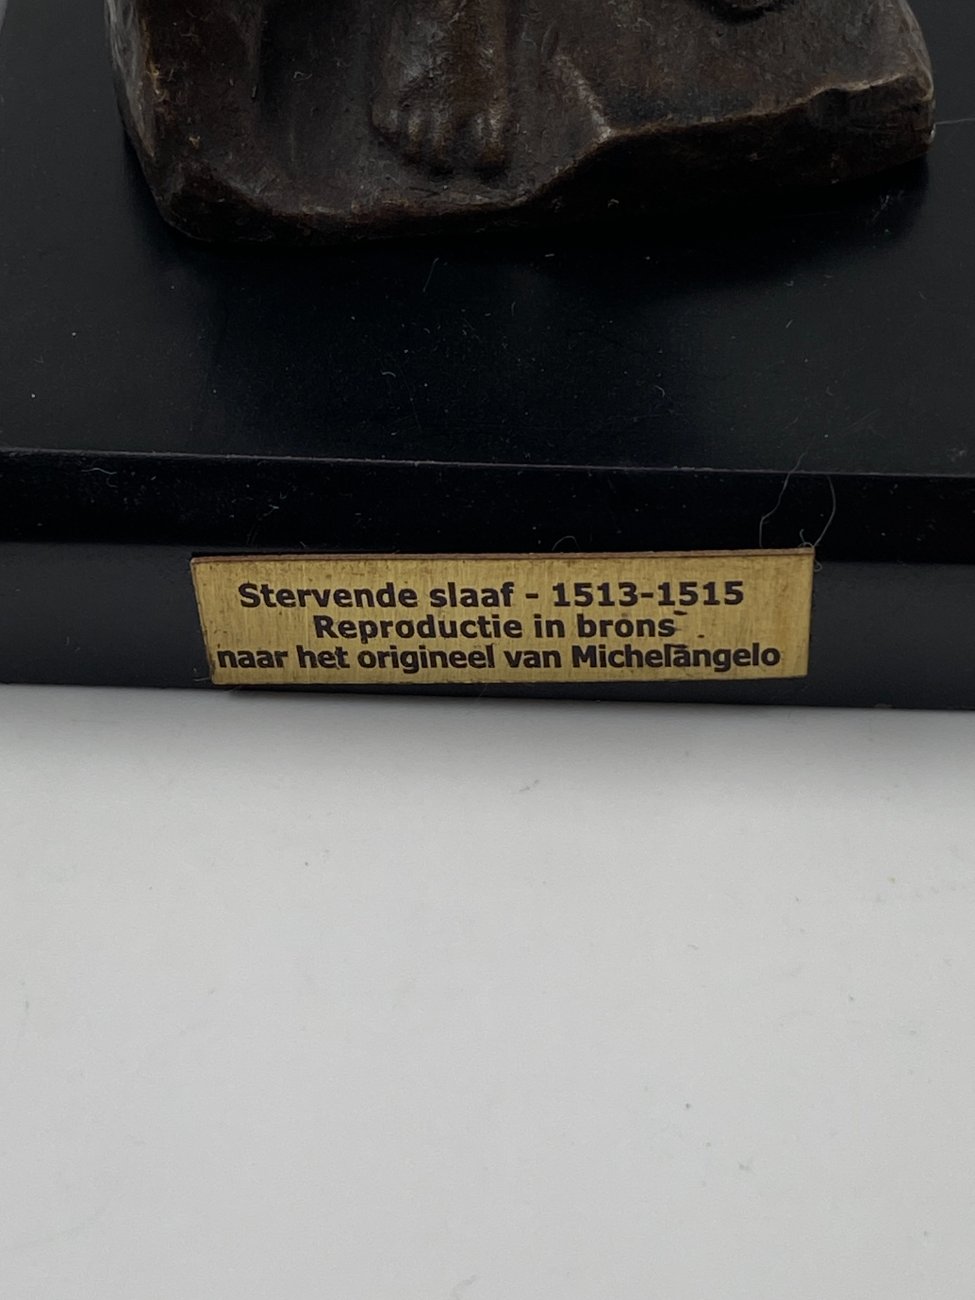 Stervende slaaf - 1513-1515
Reproductie in brons
naar het origineel van Michelangelo